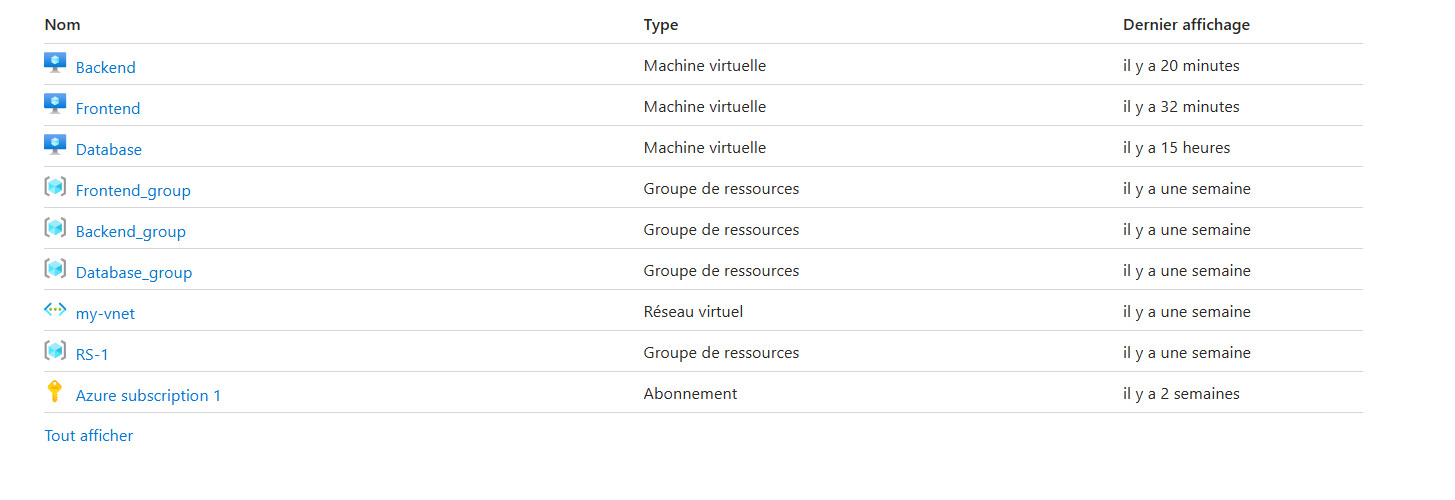 Nom Type Dernier affichage
Backend Machine virtuelle il y a 20 minutes
Frontend Machine virtuelle il y a 32 minutes
Database Machine virtuelle il y a 15 heures
Frontend_group Groupe de ressources il y a une semaine
Backend_group Groupe de ressources il y a une semaine
Database_group Groupe de ressources il y a une semaine
my-vnet Réseau virtuel il y a une semaine
RS-1 Groupe de ressources il y a une semaine
Azure subscription 1 Abonnement il y a 2 semaines
Tout afficher